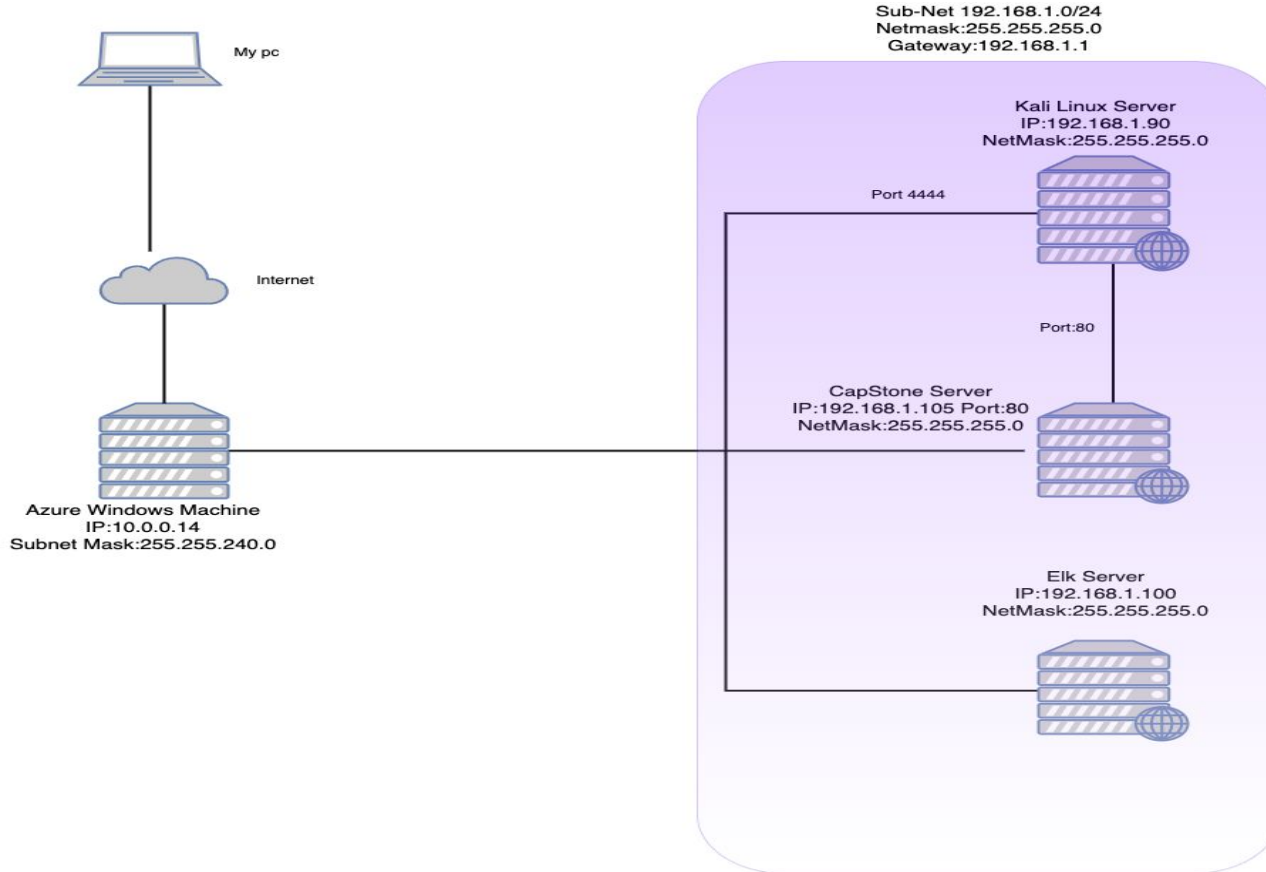 Sub-Net 192.168.1.0/24
Netmask:255.255.255.0
Gateway:192.168.1.1
My pc
Kali Linux Server
IP:192.168.1.90
NetMask:255.255.255.0
Port 4444
Internet
Port:80
CapStone Server
IP:192.168.1.105 Port:80
NetMask:255.255.255.0
Azure Windows Machine
IP:10.0.0.14
Subnet Mask:255.255.240.0
Elk Server
IP:192.168.1.100
NetMask:255.255.255.0